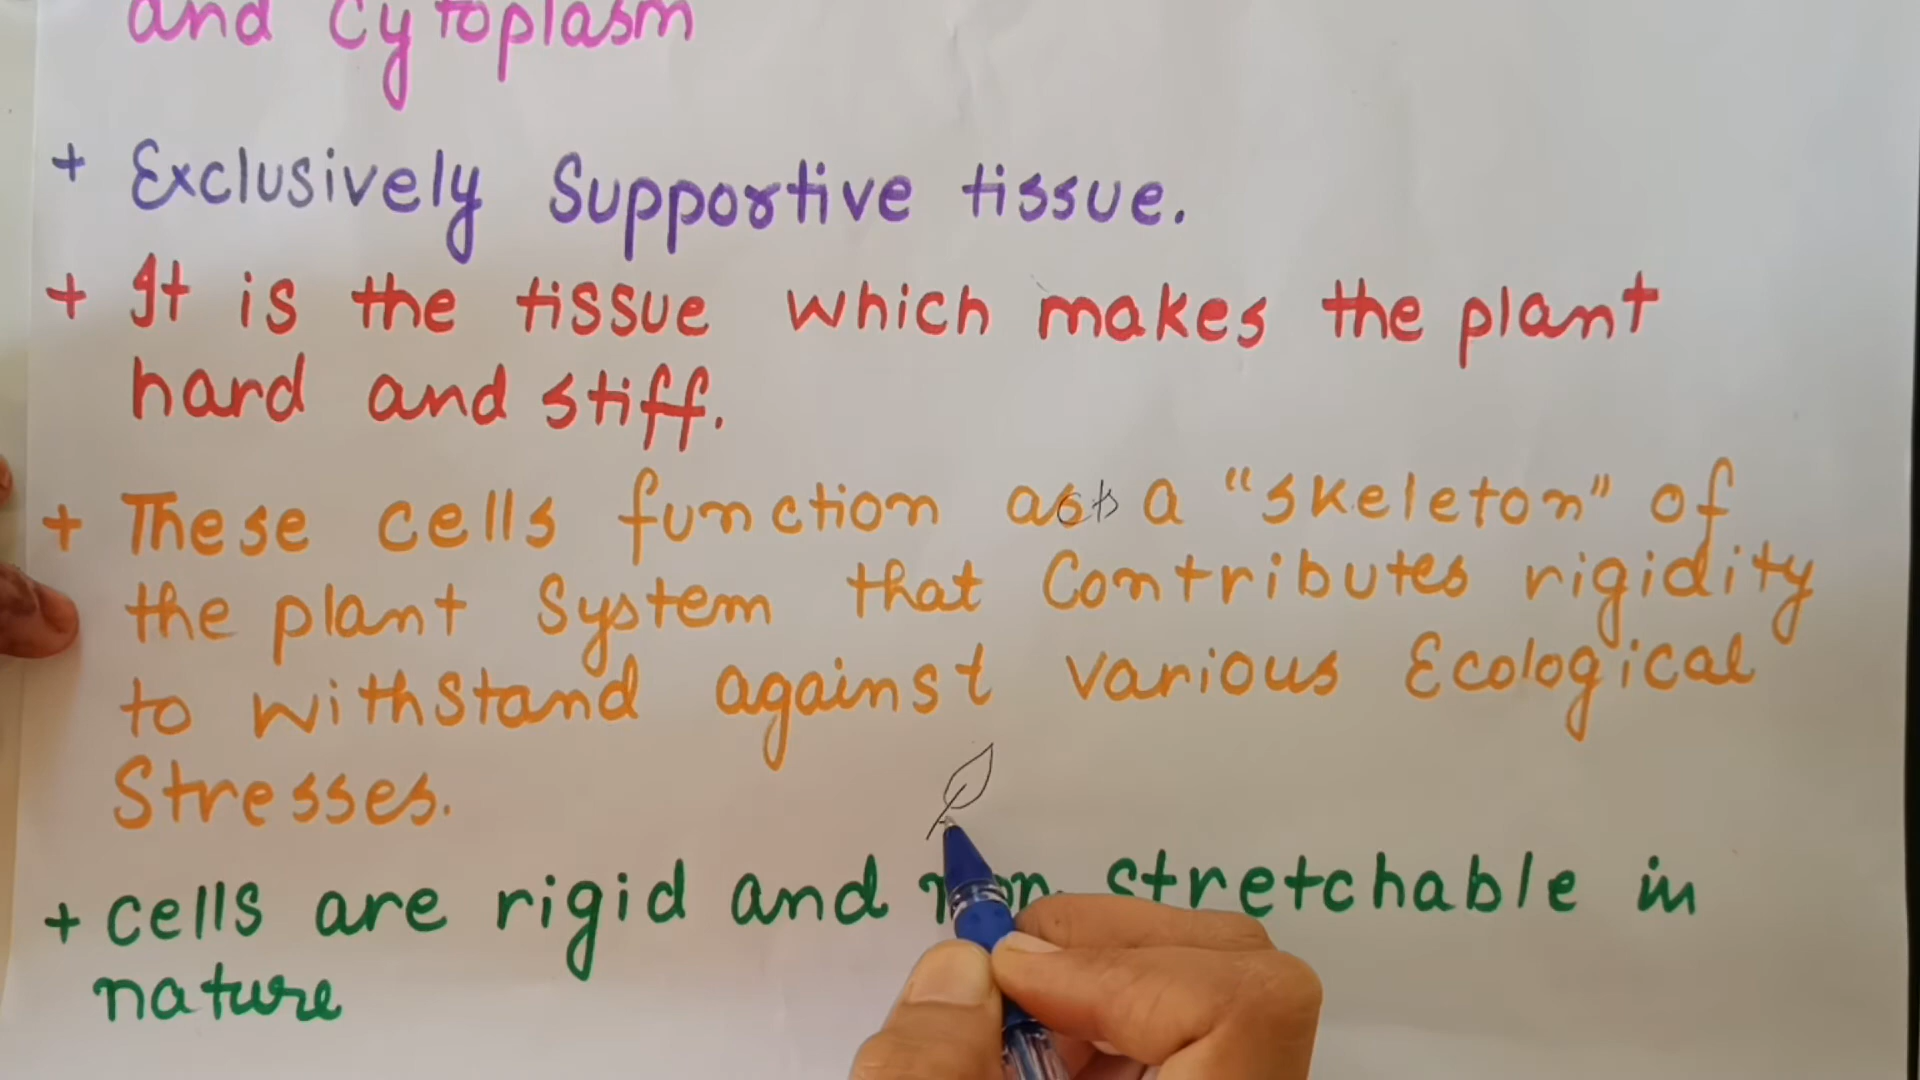 and Cytoplasm
+ Exclusively Supportive tissue.
+ It is the tissue which makes the plant
hard and stiff.
+ These cells function as a "skeleton" of
the plant System that Contributes rigidity
to withstand against various Ecological
Stresses.
+ cells are rigid and non stretchable in
nature